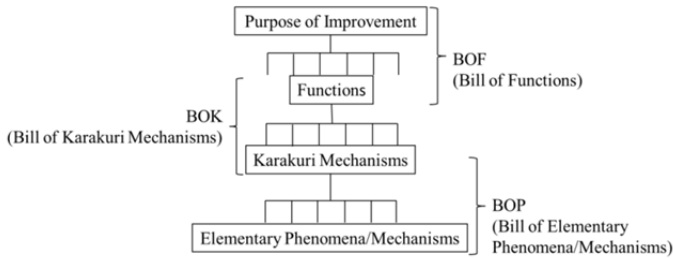 Purpose of Improvement
BOF
(Bill of Functions)
Functions
BOK
(Bill of Karakuri Mechanisms)
Karakuri Mechanisms
BOP
(Bill of Elementary
Phenomena/Mechanisms)
Elementary Phenomena/Mechanisms